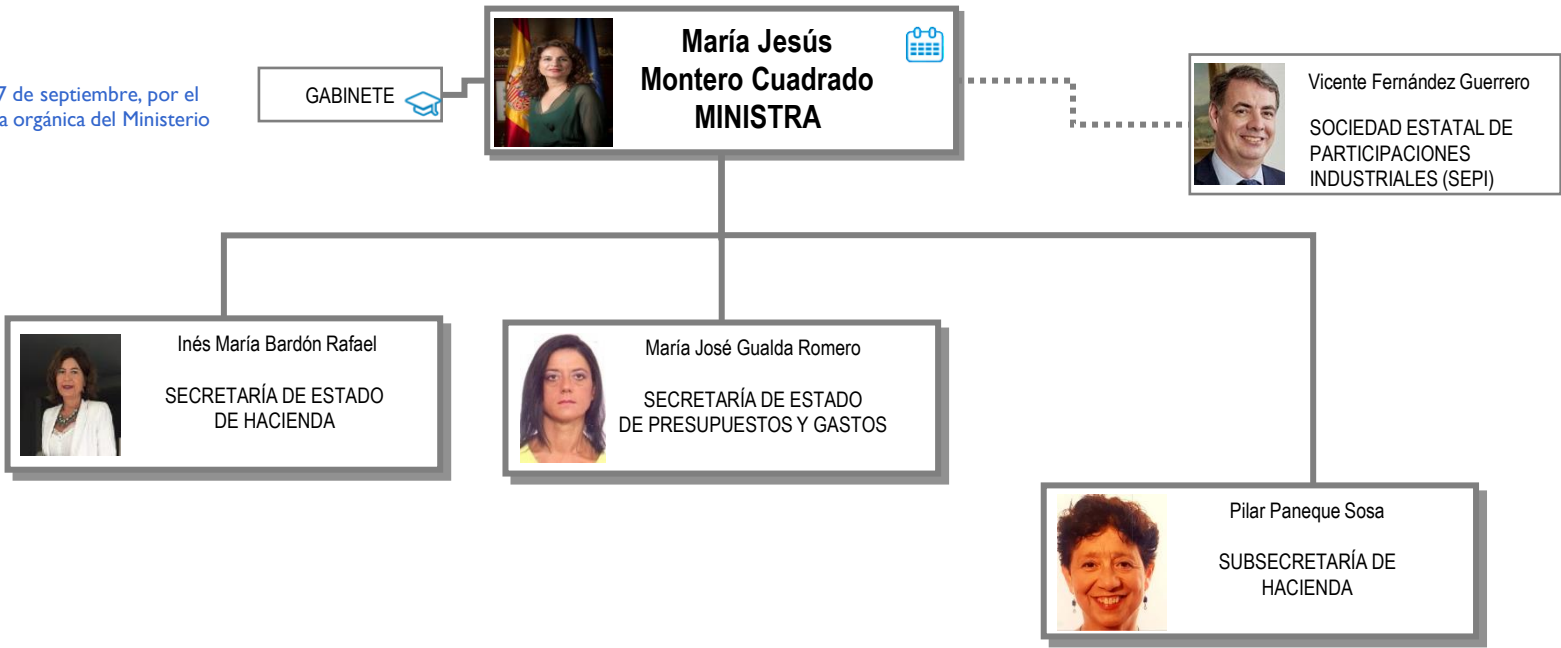 7 de septiembre, por el
a orgánica del Ministerio
GABINETE
María Jesús
Montero Cuadrado
MINISTRA
Vicente Fernández Guerrero
SOCIEDAD ESTATAL DE
PARTICIPACIONES
INDUSTRIALES (SEPI)
Inés María Bardón Rafael
SECRETARÍA DE ESTADO
DE HACIENDA
María José Gualda Romero
SECRETARÍA DE ESTADO
DE PRESUPUESTOS Y GASTOS
Pilar Paneque Sosa
SUBSECRETARÍA DE
HACIENDA